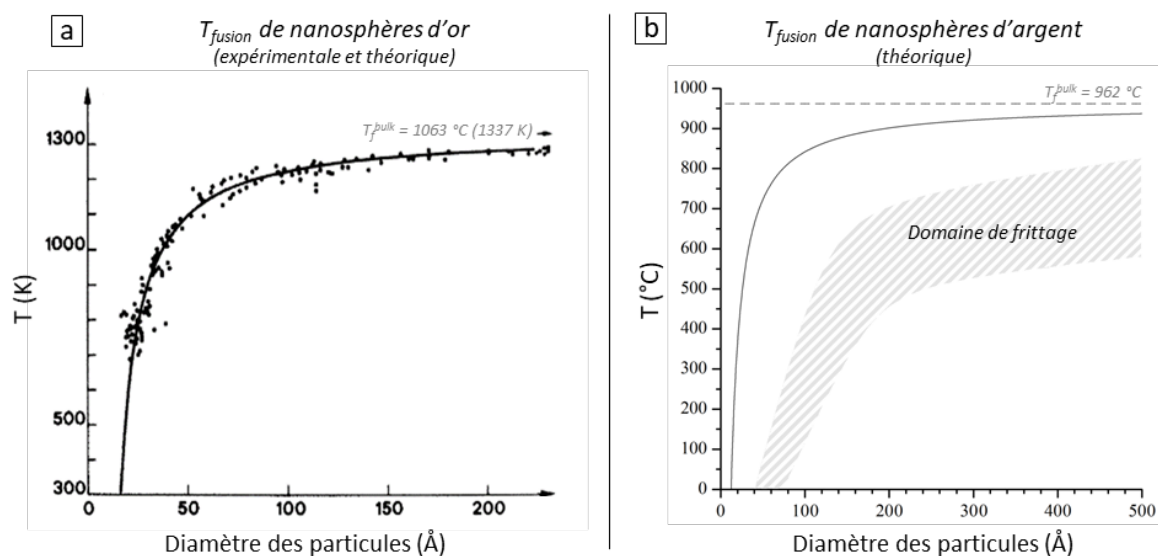 a
T_fusion de nanosphères d'or
(expérimentale et théorique)
T_f^bulk = 1063 °C (1337 K)
1300
1000
500
300
T (K)
0
50
100
150
200
Diamètre des particules (Å)
b
T_fusion de nanosphères d'argent
(théorique)
T_f^bulk = 962 °C
Domaine de frittage
1000
900
800
700
600
500
400
300
200
100
0
T (°C)
0
100
200
300
400
500
Diamètre des particules (Å)